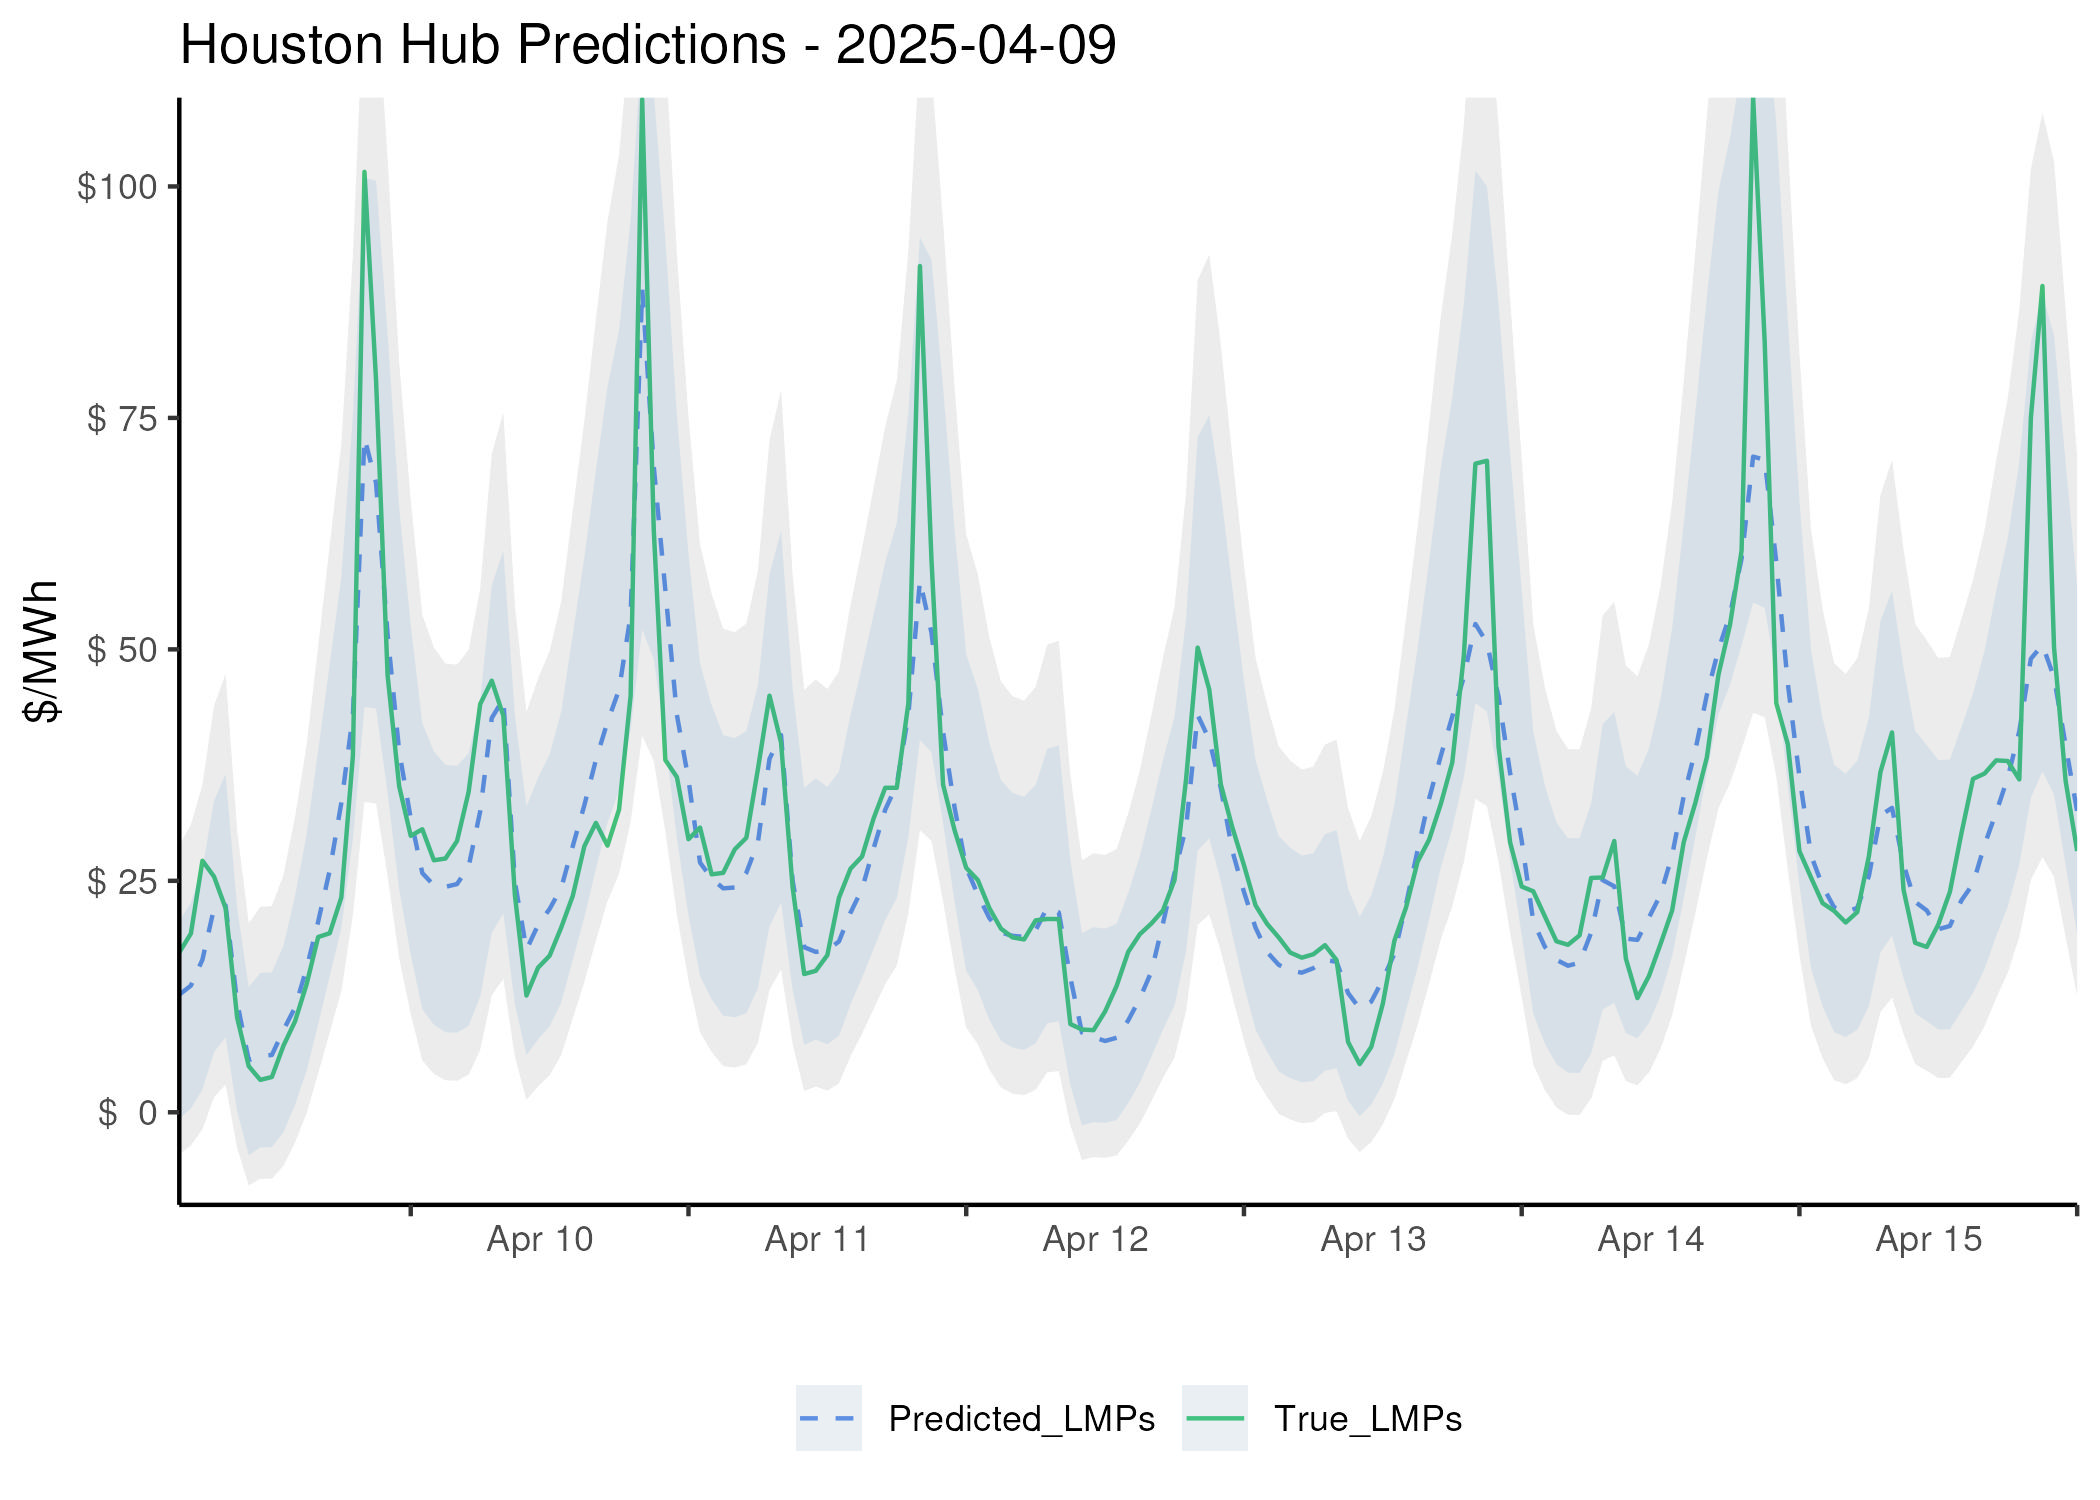 Houston Hub Predictions - 2025-04-09
$100
$ 75
$ 50
$ 25
$  0
$/MWh
Apr 10
Apr 11
Apr 12
Apr 13
Apr 14
Apr 15
Predicted_LMPs
True_LMPs